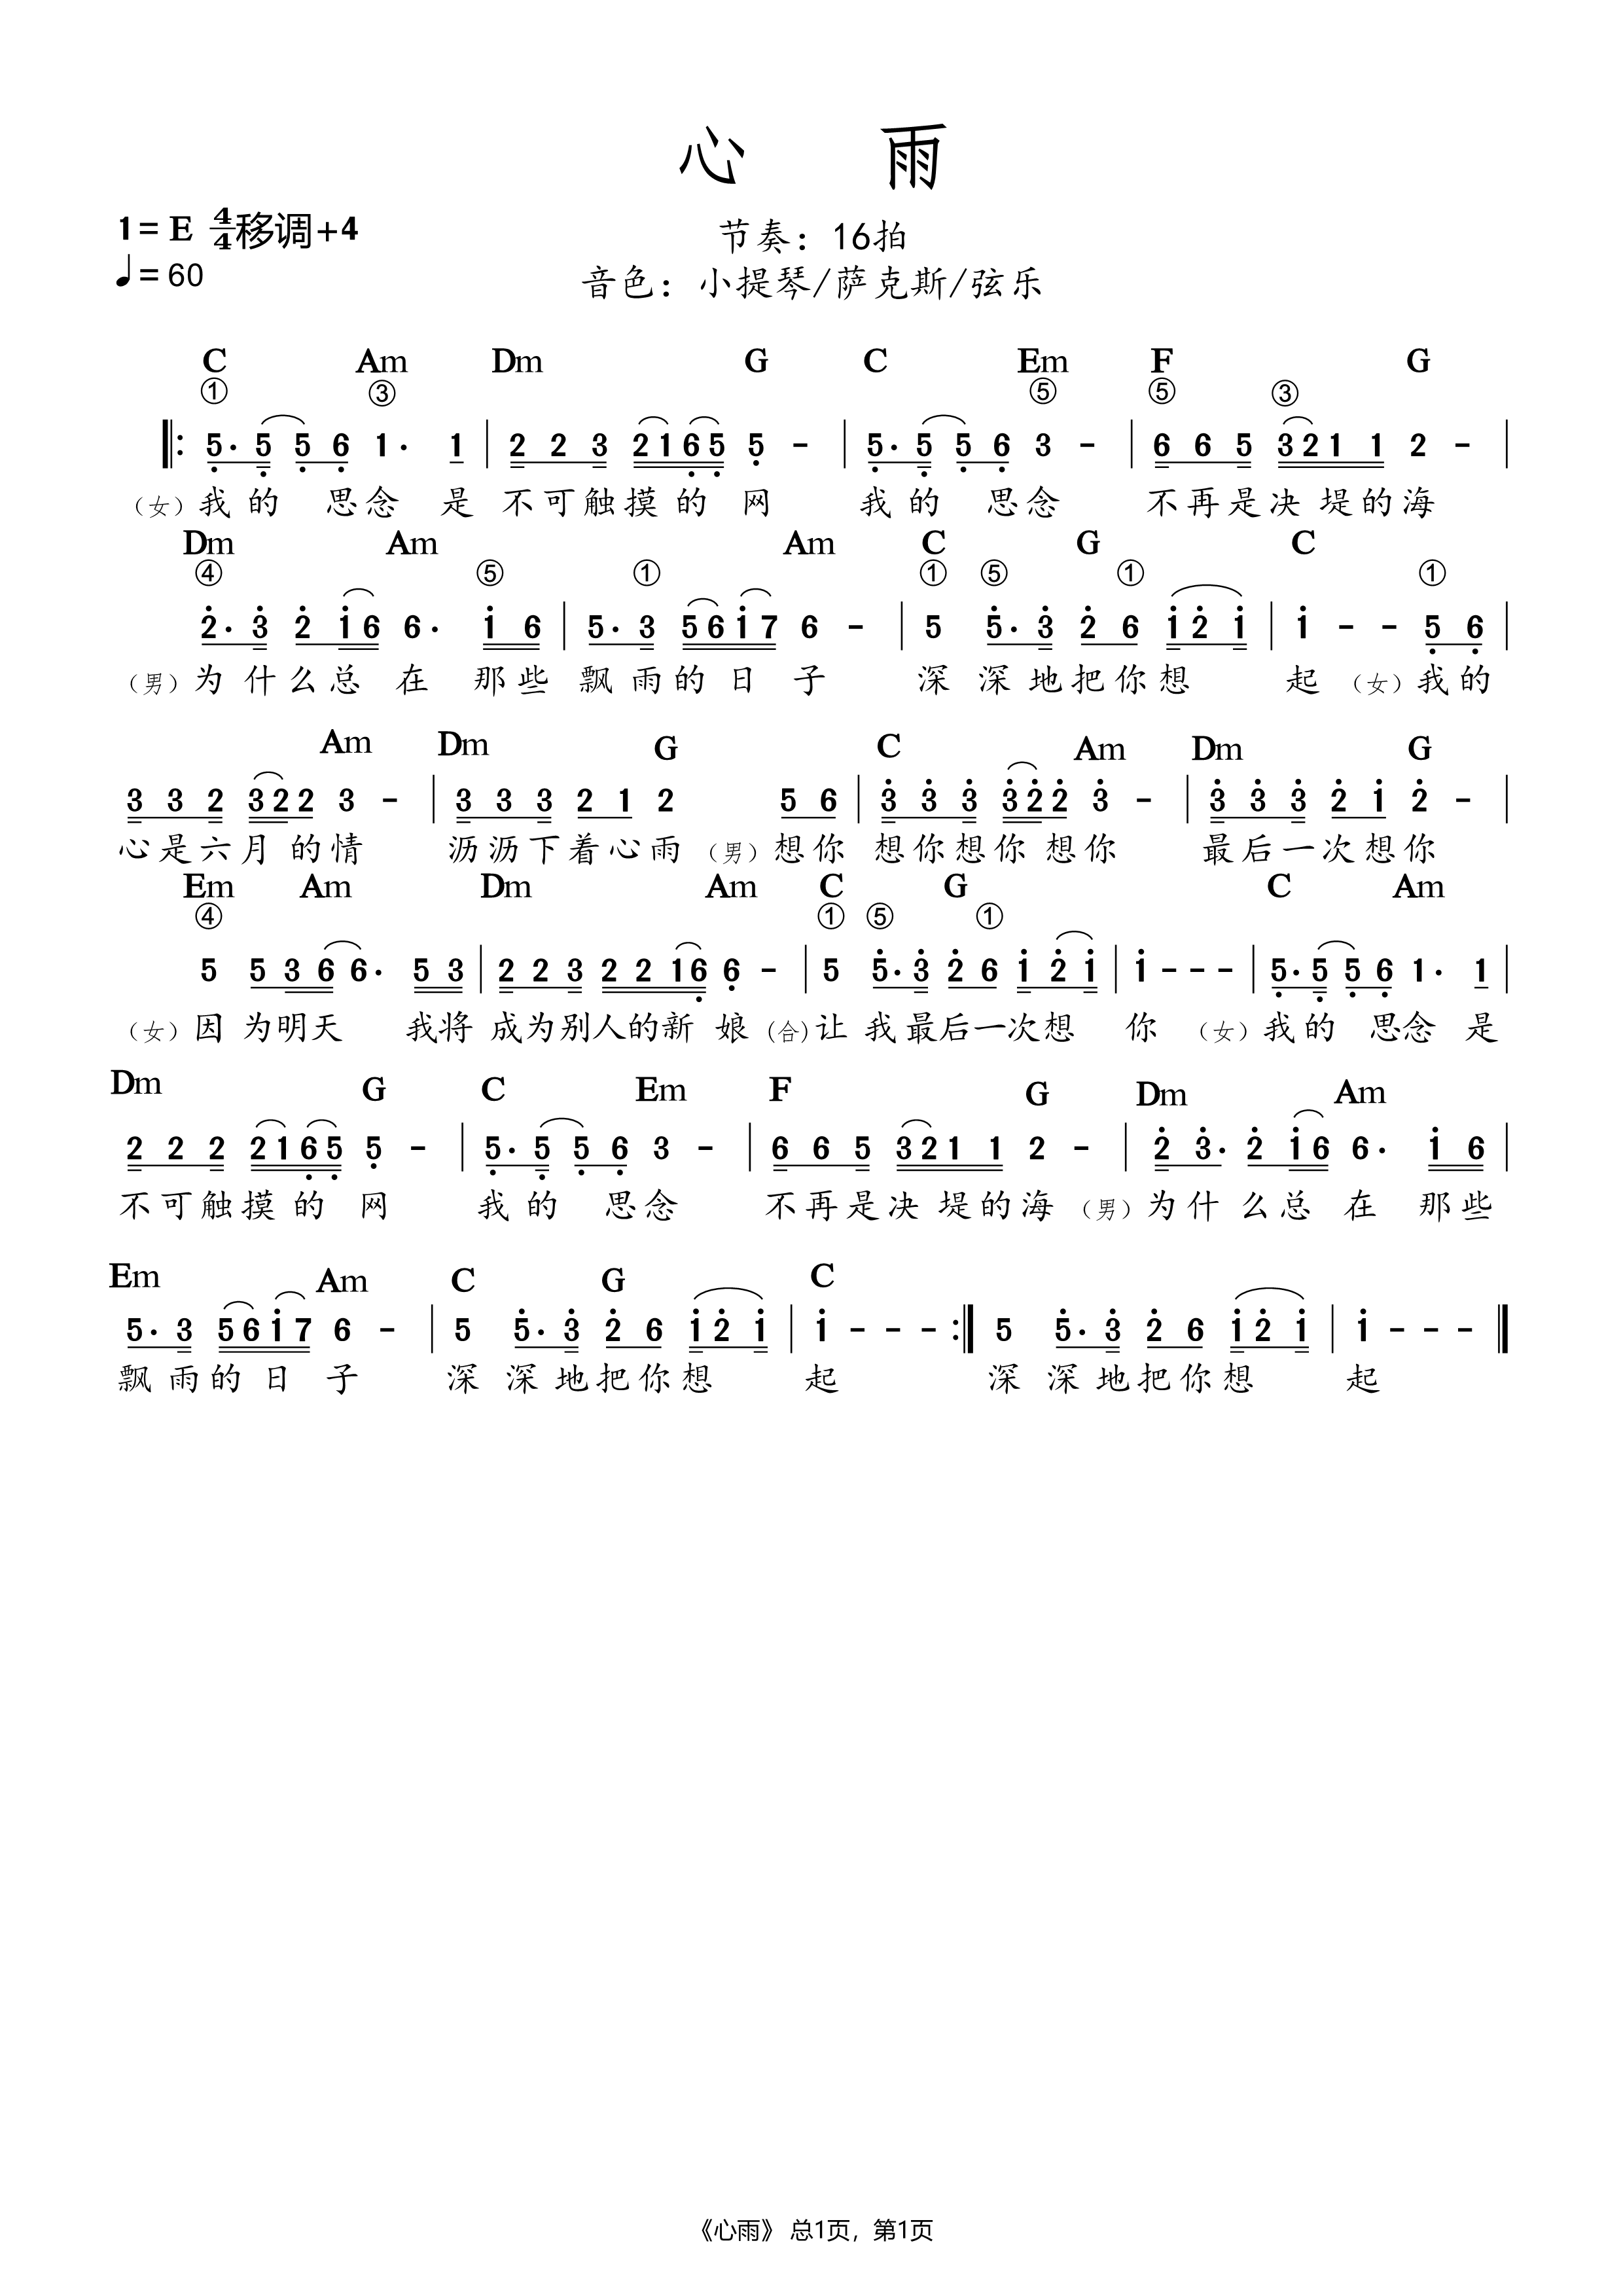 心 雨
1=E 4/4 移调+4
节奏：16拍
♩=60
音色：小提琴/萨克斯/弦乐
C Am Dm G C Em F G
① ③ ⑤ ⑤ ③
5. 5 5 6 1. 1 | 2 2 3 2 1 6 5 5 - | 5. 5 5 6 3 - | 6 6 5 3 2 1 1 2 - |
（女）我的 思念 是 不可触摸的 网 我的 思念 不再是决 堤的海
Dm Am Am C G C
④ ⑤ ① ① ⑤ ① ①
2. 3 2 1 6 6. 1 6 | 5. 3 5 6 1 7 6 - | 5 5. 3 2 6 1 2 1 | 1 - - 5 6 |
（男）为 什么总 在 那些 飘 雨的 日 子 深 深 地把你想 起 （女）我的
Am Dm G C Am Dm G
3 3 2 3 2 2 3 - | 3 3 3 2 1 2 5 6 | 3 3 3 3 2 2 3 - | 3 3 3 2 1 2 - |
心是六月 的情 沥沥下着心雨 （男）想你 想你想你 想你 最后一次想你
Em Am Dm Am C G C Am
④ ① ⑤ ①
5 5 3 6 6. 5 3 | 2 2 3 2 2 1 6 6 - | 5 5. 3 2 6 1 2 1 | 1 - - - | 5. 5 5 6 1. 1 |
（女）因 为明天 我将 成为别人的新 娘 (合)让 我最后一次想 你 （女）我的 思念 是
Dm G C Em F G Dm Am
2 2 2 2 1 6 5 5 - | 5. 5 5 6 3 - | 6 6 5 3 2 1 1 2 - | 2 3. 2 1 6 6. 1 6 |
不可触摸 的 网 我的 思念 不再是决 堤的海 （男）为什 么总 在 那些
Em Am C G C
5. 3 5 6 1 7 6 - | 5 5. 3 2 6 1 2 1 | 1 - - - :| 5 5. 3 2 6 1 2 1 | 1 - - - |
飘 雨的 日 子 深 深 地把你想 起 深 深 地把你想 起
《心雨》 总1页，第1页